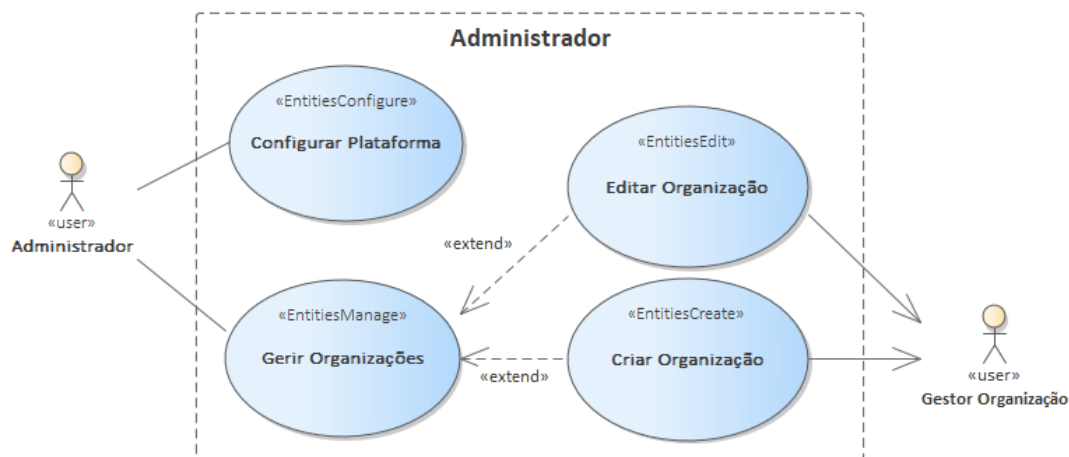 Administrador
«EntitiesConfigure»
Configurar Plataforma
«EntitiesEdit»
Editar Organização
«user»
Administrador
«extend»
«EntitiesManage»
Gerir Organizações
«extend»
«EntitiesCreate»
Criar Organização
«user»
Gestor Organização